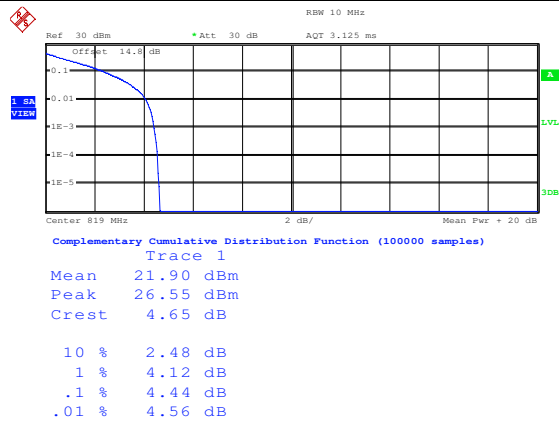 R S
RBW 10 MHz
Ref 30 dBm * Att 30 dB AQT 3.125 ms
Offset 14.8 dB
0.1
A
1 SA
VIEW
0.01
LVL
1E-3
1E-4
1E-5
3DB
Center 819 MHz 2 dB/ Mean Pwr + 20 dB
Complementary Cumulative Distribution Function (100000 samples)
Trace 1
Mean 21.90 dBm
Peak 26.55 dBm
Crest 4.65 dB
10 % 2.48 dB
1 % 4.12 dB
.1 % 4.44 dB
.01 % 4.56 dB